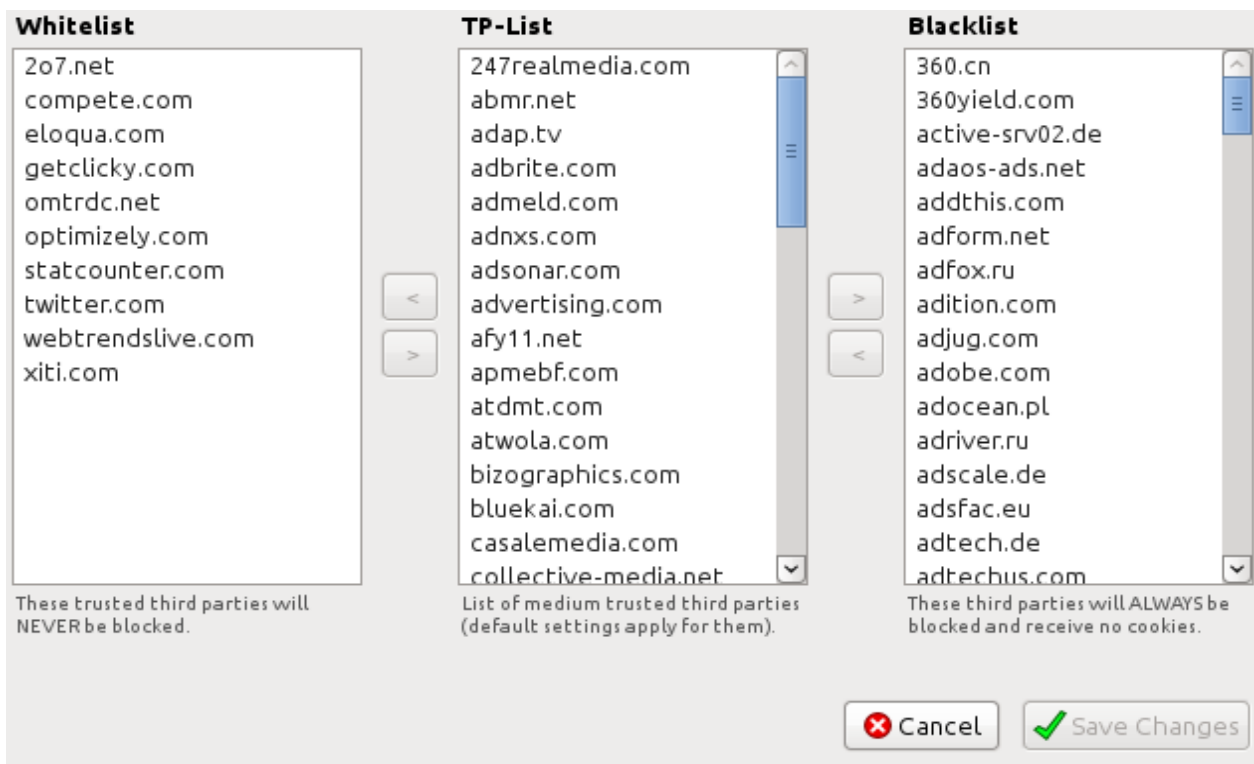 Whitelist
2o7.net
compete.com
eloqua.com
getclicky.com
omtrdc.net
optimizely.com
statcounter.com
twitter.com
webtrendslive.com
xiti.com
These trusted third parties will
NEVER be blocked.
<
>
TP-List
247realmedia.com
abmr.net
adap.tv
adbrite.com
admeld.com
adnxs.com
adsonar.com
advertising.com
afy11.net
apmebf.com
atdmt.com
atwola.com
bizographics.com
bluekai.com
casalemedia.com
collective-media.net
List of medium trusted third parties
(default settings apply for them).
>
<
Blacklist
360.cn
360yield.com
active-srv02.de
adaos-ads.net
addthis.com
adform.net
adfox.ru
adition.com
adjug.com
adobe.com
adocean.pl
adriver.ru
adscale.de
adsfac.eu
adtech.de
adtechus.com
These third parties will ALWAYS be
blocked and receive no cookies.
Cancel
Save Changes